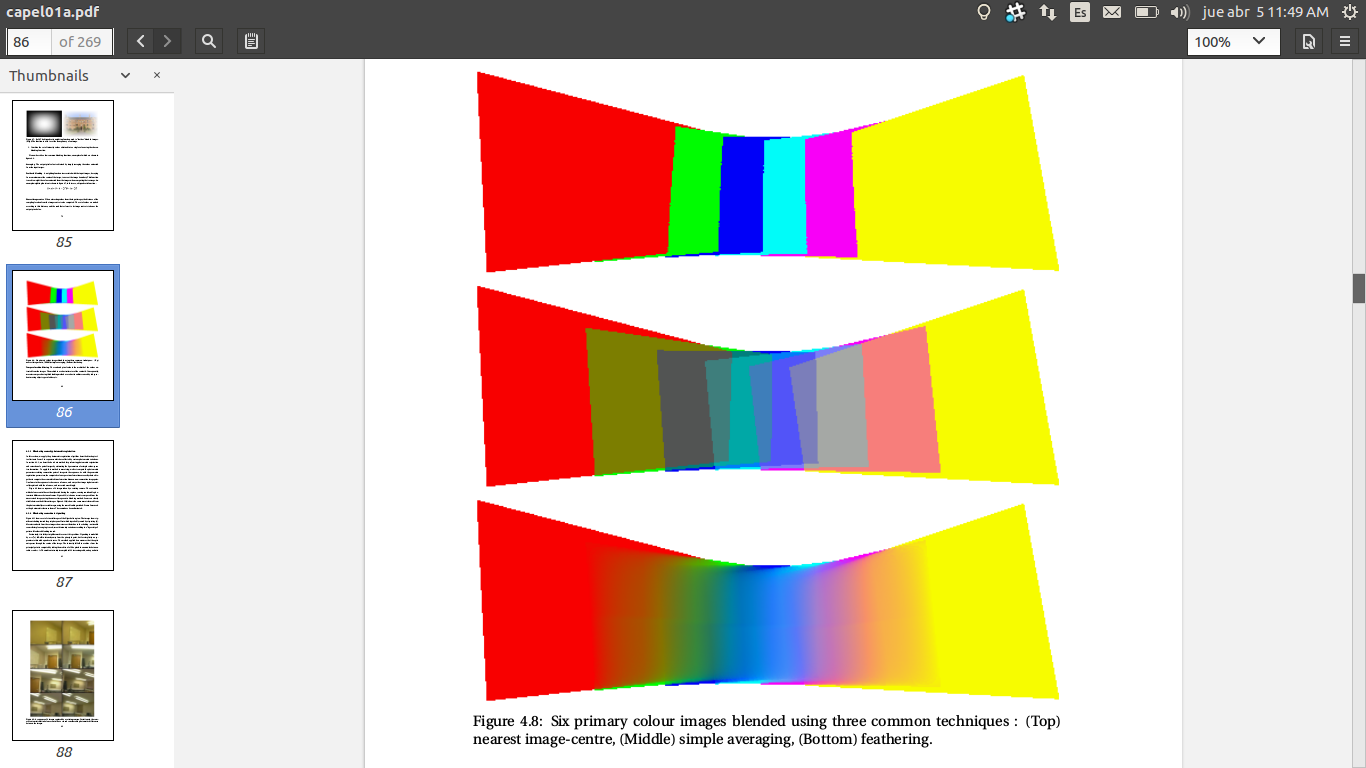 capel01a.pdf
Es
jue abr 5 11:49 AM
86
of 269
100%
Thumbnails
85
86
87
88
Figure 4.8: Six primary colour images blended using three common techniques : (Top)
nearest image-centre, (Middle) simple averaging, (Bottom) feathering.